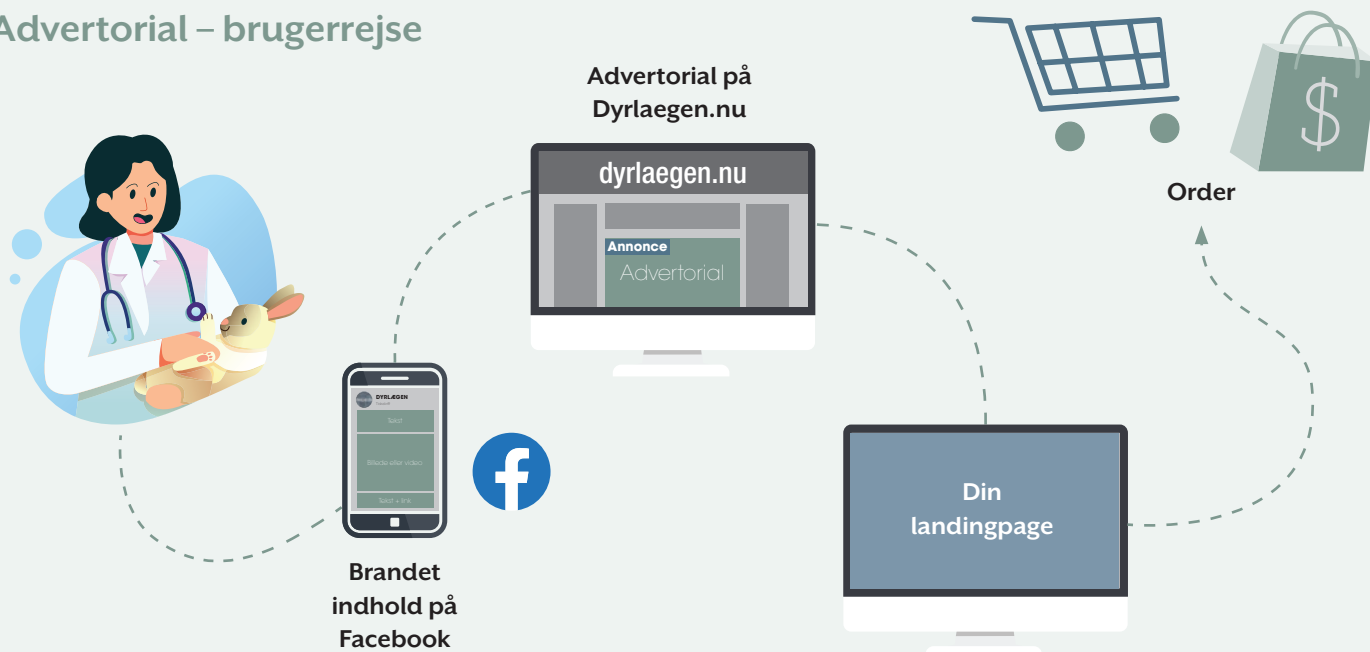 Advertorial – brugerrejse
Advertorial på
Dyrlaegen.nu
dyrlaegen.nu
Annonce
Advertorial
$
Order
DYRLÆGEN
Tekst
Billede eller video
Tekst + link
Brandet
indhold på
Facebook
Din
landingpage